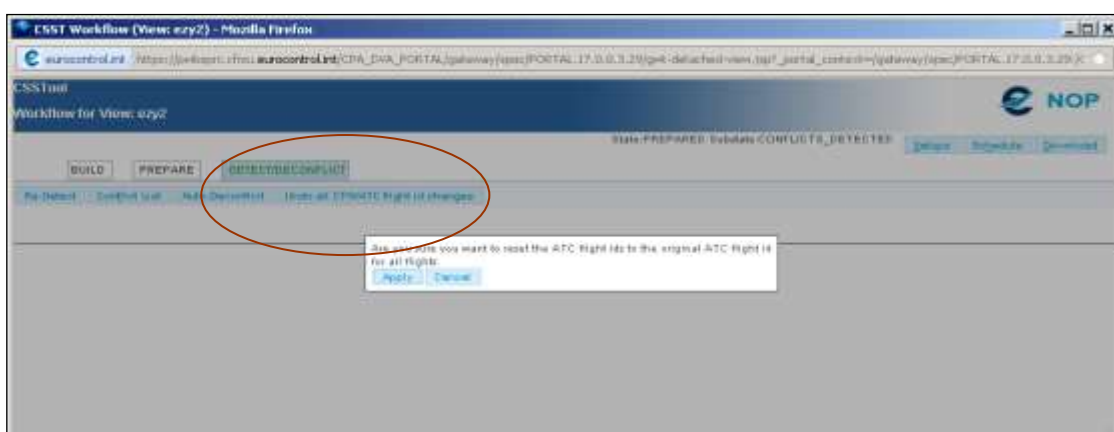 CSST Workflow (View: ezy2) - Mozilla Firefox
eurocontrol.int
CSSTool
Workflow for View: ezy2
NOP
State:PREPARED Substate:CONFLICTS_DETECTED
Schedule Download
BUILD PREPARE DETECT/DECONFLICT
Re-Detect Conflict List Auto Deconflict Undo all ATC flight id changes
Are you sure you want to reset the ATC flight ids to the original ATC flight id
for all flights
Apply Cancel